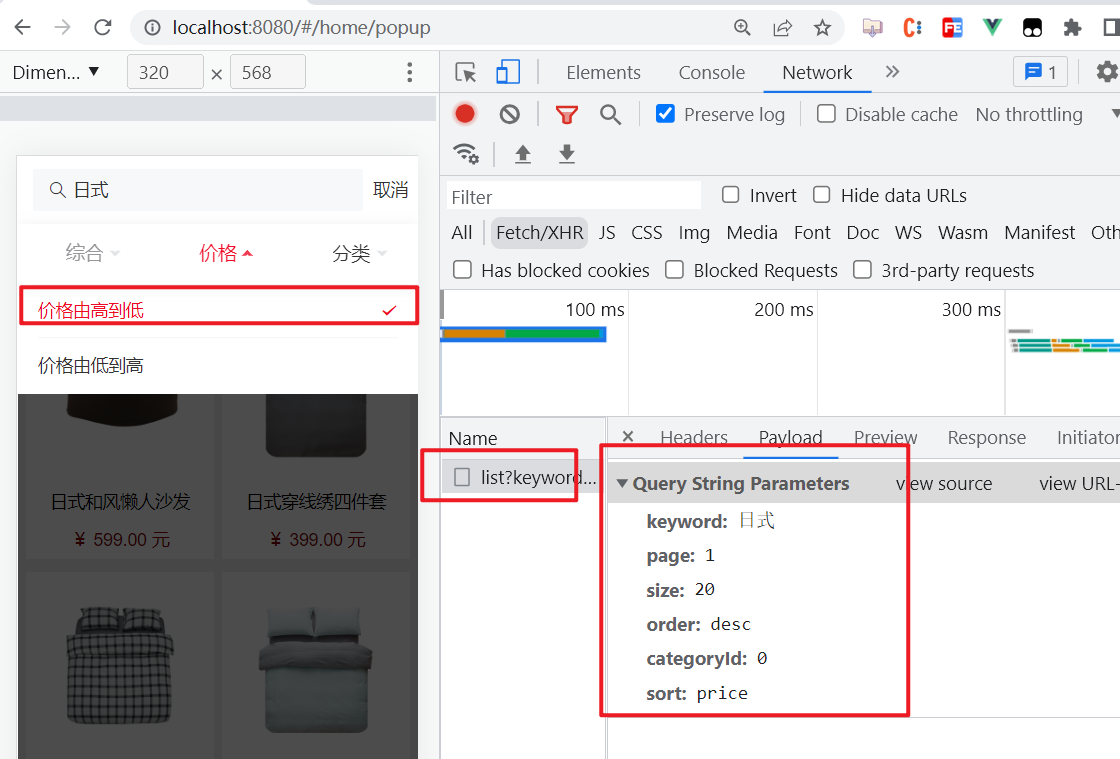 localhost:8080/#/home/popup
Dimen... ▼ 320 × 568
Elements Console Network 1
Preserve log Disable cache No throttling
Filter Invert Hide data URLs
All Fetch/XHR JS CSS Img Media Font Doc WS Wasm Manifest Oth
Has blocked cookies Blocked Requests 3rd-party requests
100 ms 200 ms 300 ms
日式 取消
综合 价格 分类
价格由高到低
价格由低到高
日式和风懒人沙发 日式穿线绣四件套
¥ 599.00 元 ¥ 399.00 元
Name
list?keyword...
× Headers Payload Preview Response Initiator
Query String Parameters view source view URL-
keyword: 日式
page: 1
size: 20
order: desc
categoryId: 0
sort: price